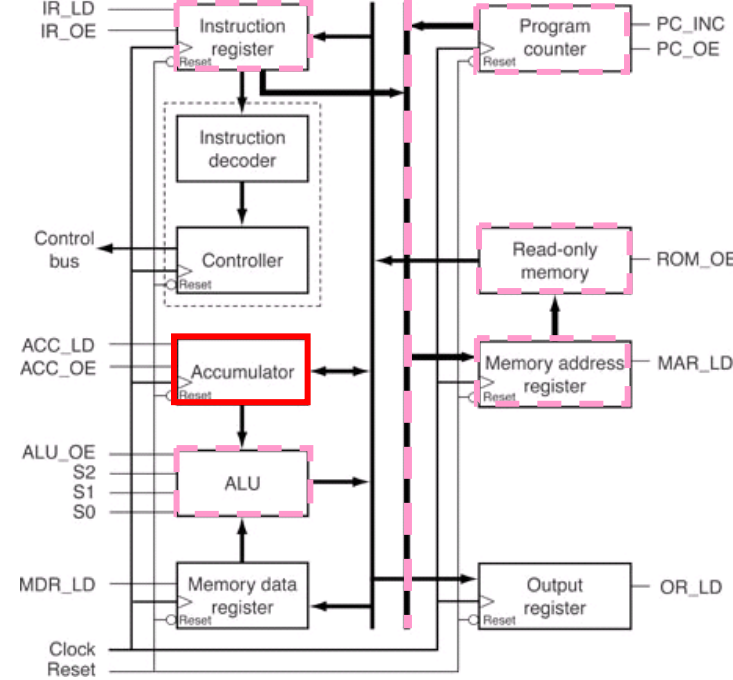 IR_LD
IR_OE
Instruction
register
Reset
Program
counter
Reset
PC_INC
PC_OE
Instruction
decoder
Control
bus
Controller
Reset
Read-only
memory
ROM_OE
ACC_LD
ACC_OE
Accumulator
Reset
Memory address
register
Reset
MAR_LD
ALU_OE
S2
S1
S0
ALU
MDR_LD
Memory data
register
Reset
Output
register
Reset
OR_LD
Clock
Reset